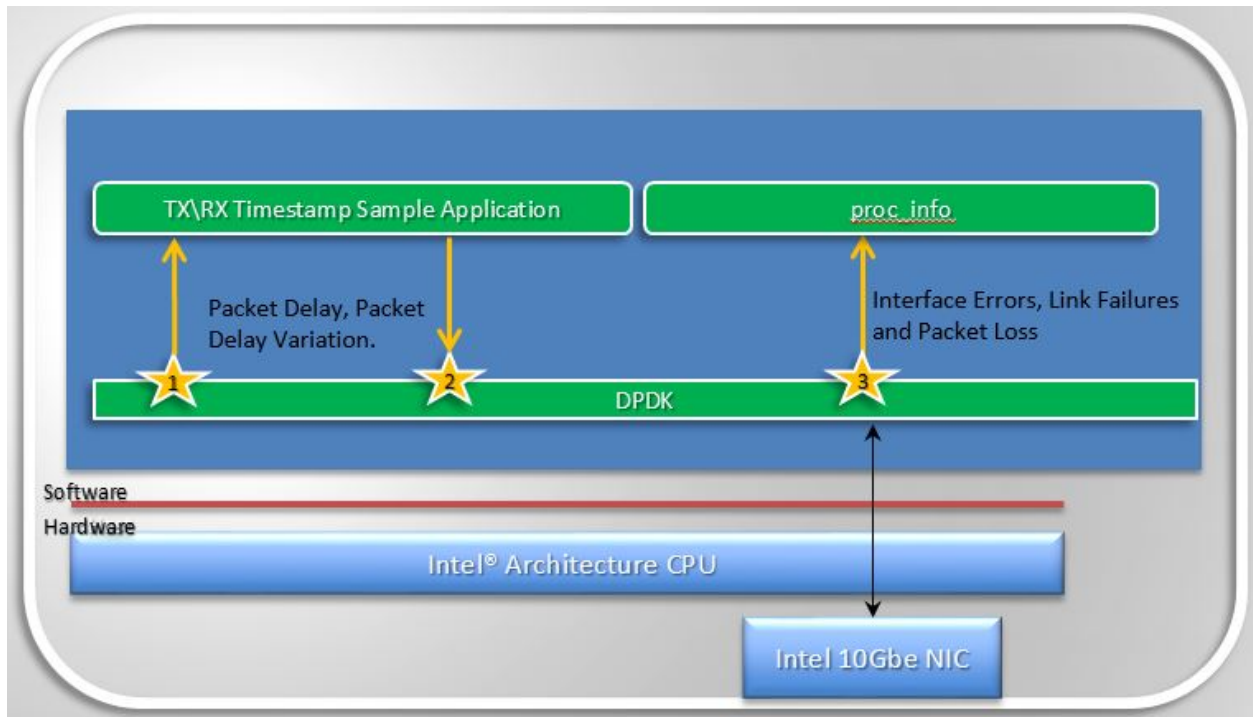 TX\RX Timestamp Sample Application
proc_info
Packet Delay, Packet
Delay Variation.
Interface Errors, Link Failures
and Packet Loss
1
2
3
DPDK
Software
Hardware
Intel® Architecture CPU
Intel 10Gbe NIC